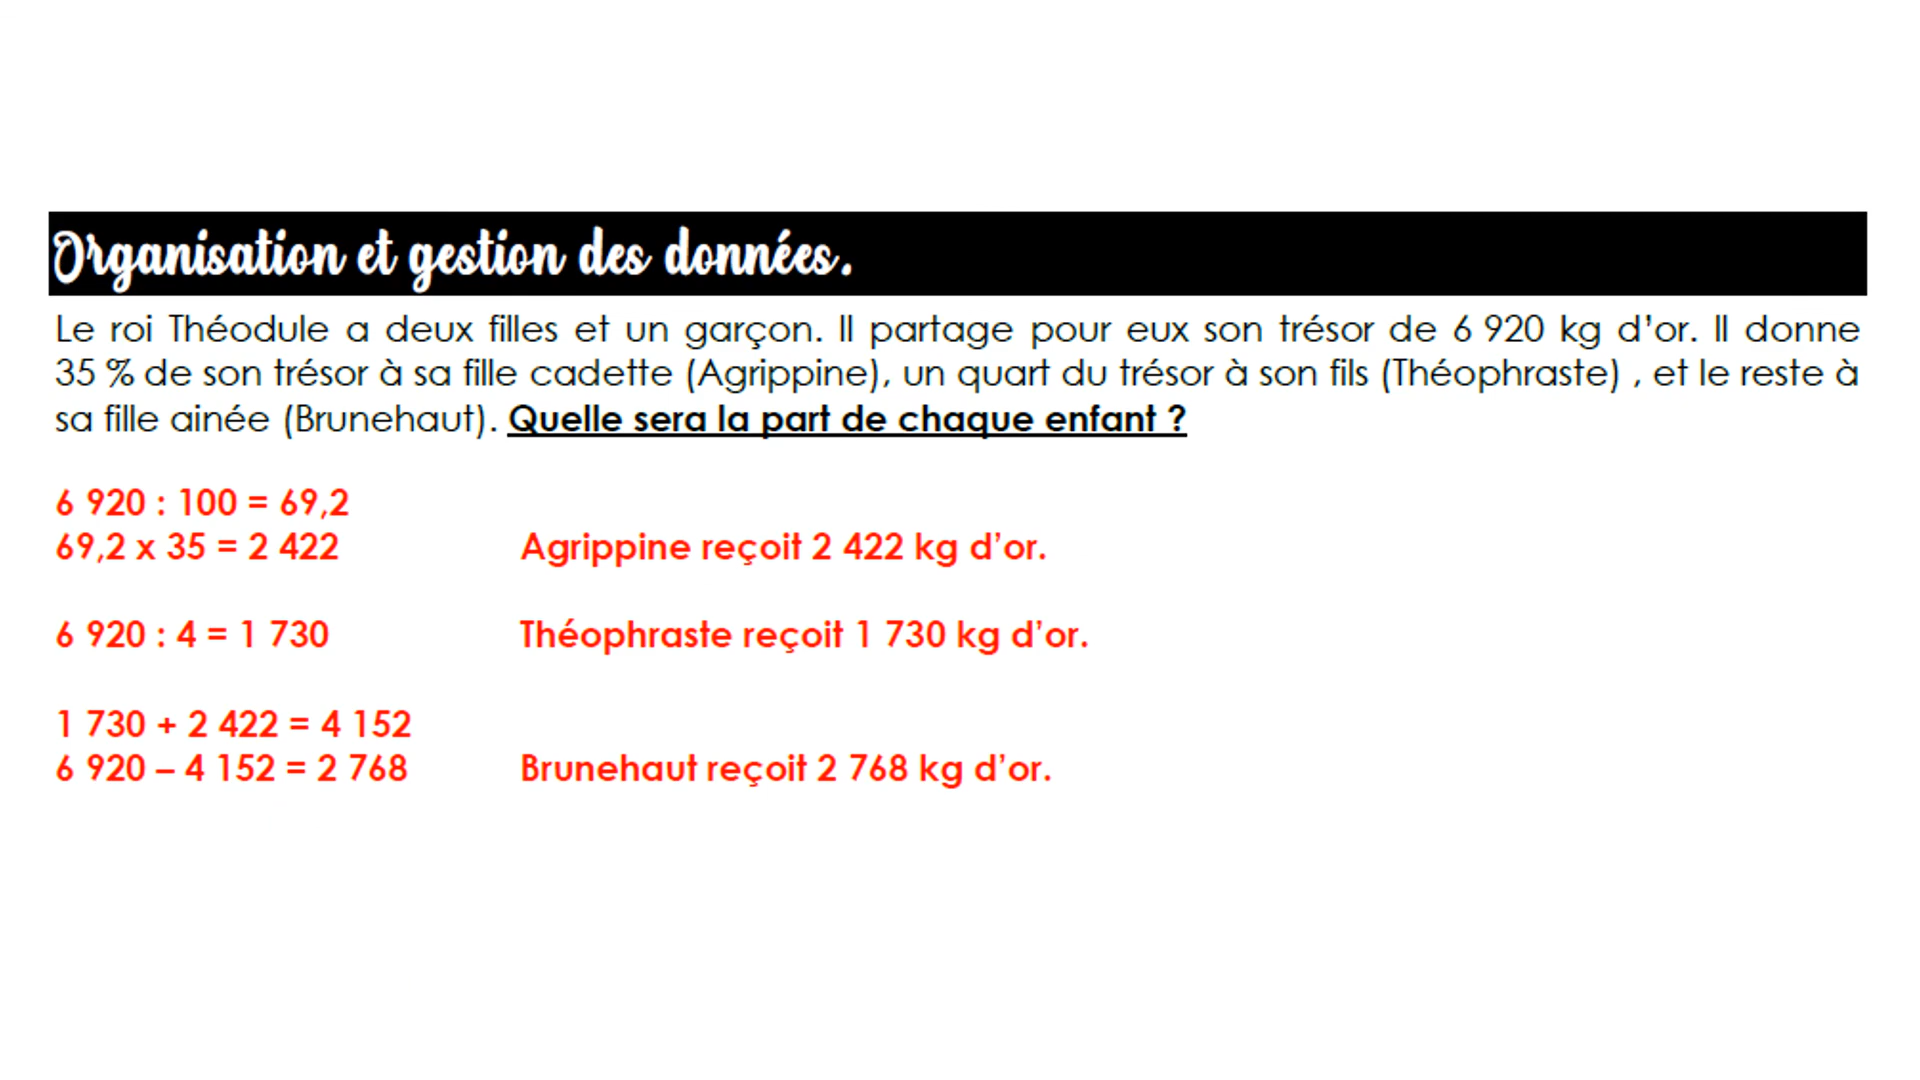 Organisation et gestion des données.
Le roi Théodule a deux filles et un garçon. Il partage pour eux son trésor de 6 920 kg d'or. Il donne
35 % de son trésor à sa fille cadette (Agrippine), un quart du trésor à son fils (Théophraste) , et le reste à
sa fille ainée (Brunehaut). Quelle sera la part de chaque enfant ?
6 920 : 100 = 69,2
69,2 x 35 = 2 422 Agrippine reçoit 2 422 kg d'or.
6 920 : 4 = 1 730 Théophraste reçoit 1 730 kg d'or.
1 730 + 2 422 = 4 152
6 920 – 4 152 = 2 768 Brunehaut reçoit 2 768 kg d'or.